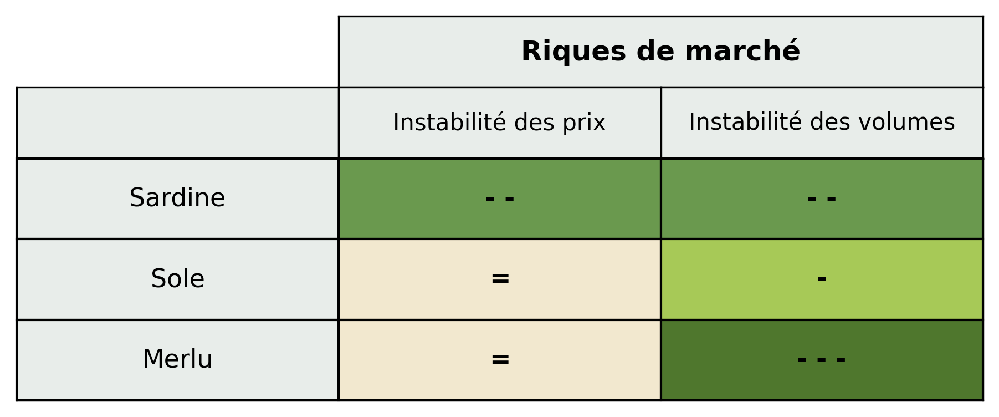 Riques de marché
Instabilité des prix Instabilité des volumes
Sardine - - - -
Sole = -
Merlu = - - -